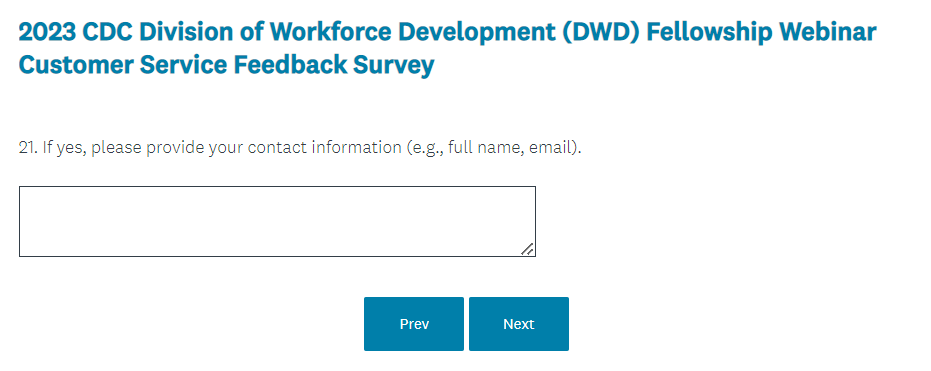 2023 CDC Division of Workforce Development (DWD) Fellowship Webinar
Customer Service Feedback Survey
21. If yes, please provide your contact information (e.g., full name, email).
Prev Next